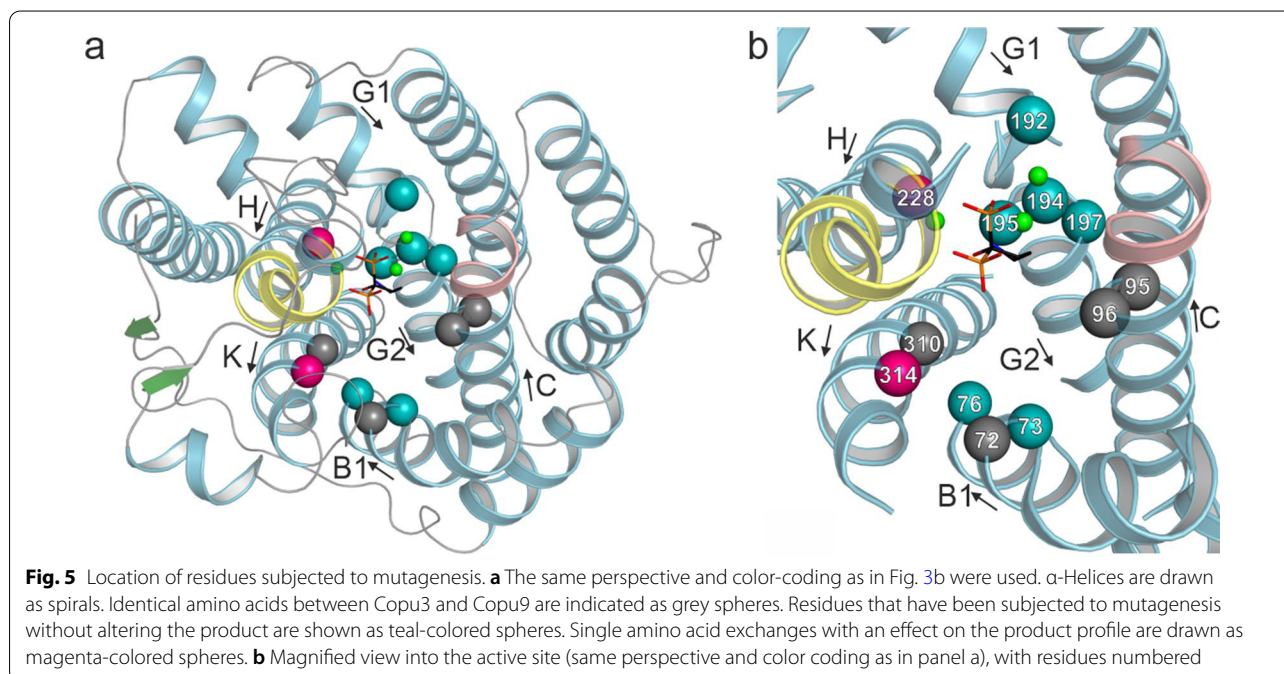 a
G1
H
K
G2
C
B1
b
G1
192
H
228
194
195
197
95
96
C
K
310
G2
314
76
73
72
B1
Fig. 5 Location of residues subjected to mutagenesis. a The same perspective and color-coding as in Fig. 3b were used. α-Helices are drawn
as spirals. Identical amino acids between Copu3 and Copu9 are indicated as grey spheres. Residues that have been subjected to mutagenesis
without altering the product are shown as teal-colored spheres. Single amino acid exchanges with an effect on the product profile are drawn as
magenta-colored spheres. b Magnified view into the active site (same perspective and color coding as in panel a), with residues numbered